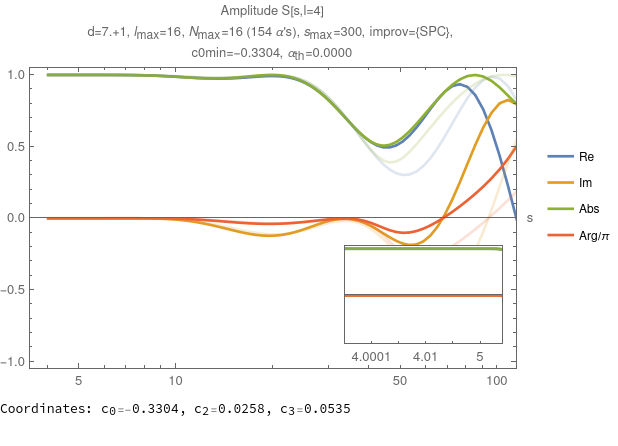 Amplitude S[s,l=4]
d=7.+1, lmax=16, Nmax=16 (154 α's), smax=300, improv={SPC},
c0min=-0.3304, αth=0.0000
1.0
0.5
0.0
-0.5
-1.0
s
4.0001 4.01 5
5 10 50 100
Re
Im
Abs
Arg/π
Coordinates: c0=-0.3304, c2=0.0258, c3=0.0535